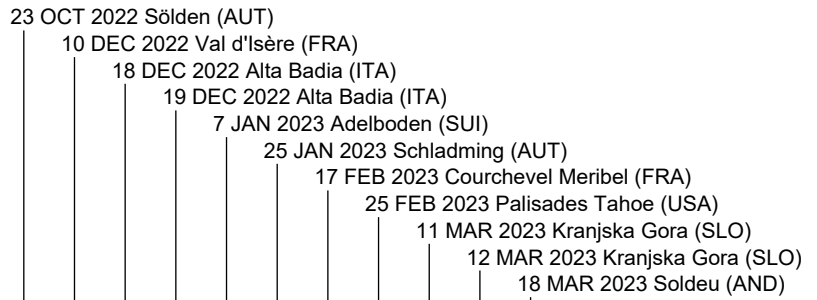 23 OCT 2022 Sölden (AUT)
10 DEC 2022 Val d'Isère (FRA)
18 DEC 2022 Alta Badia (ITA)
19 DEC 2022 Alta Badia (ITA)
7 JAN 2023 Adelboden (SUI)
25 JAN 2023 Schladming (AUT)
17 FEB 2023 Courchevel Meribel (FRA)
25 FEB 2023 Palisades Tahoe (USA)
11 MAR 2023 Kranjska Gora (SLO)
12 MAR 2023 Kranjska Gora (SLO)
18 MAR 2023 Soldeu (AND)